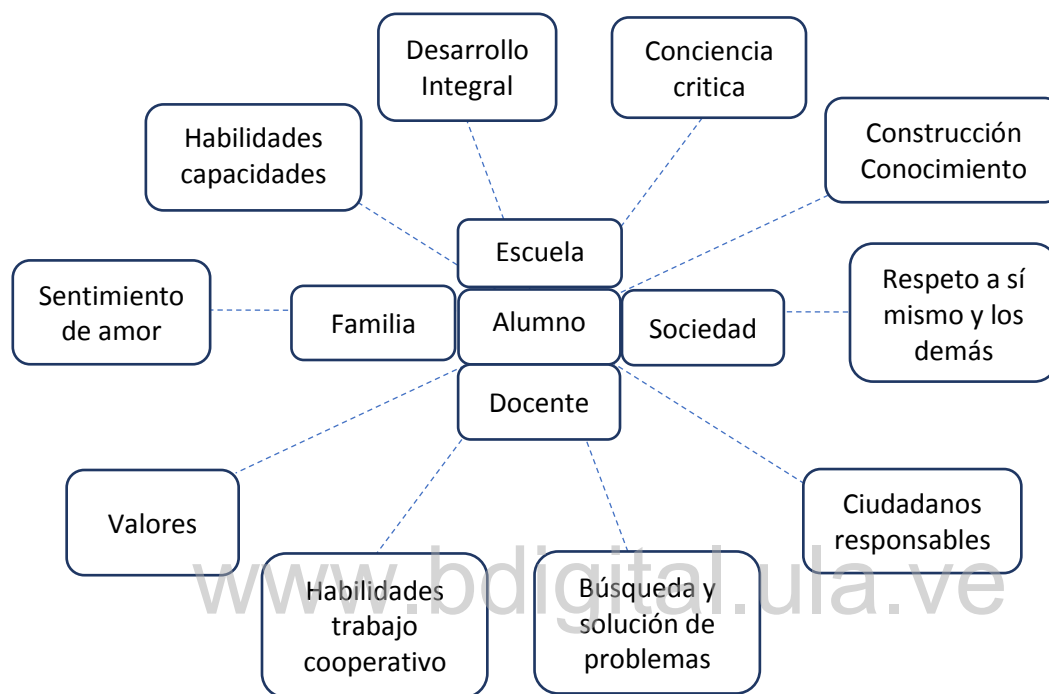 Desarrollo
Integral
Conciencia
critica
Habilidades
capacidades
Construcción
Conocimiento
Escuela
Sentimiento
de amor
Familia
Alumno
Sociedad
Respeto a sí
mismo y los
demás
Docente
Valores
Ciudadanos
responsables
Habilidades
trabajo
cooperativo
Búsqueda y
solución de
problemas
www.bdigital.ula.ve